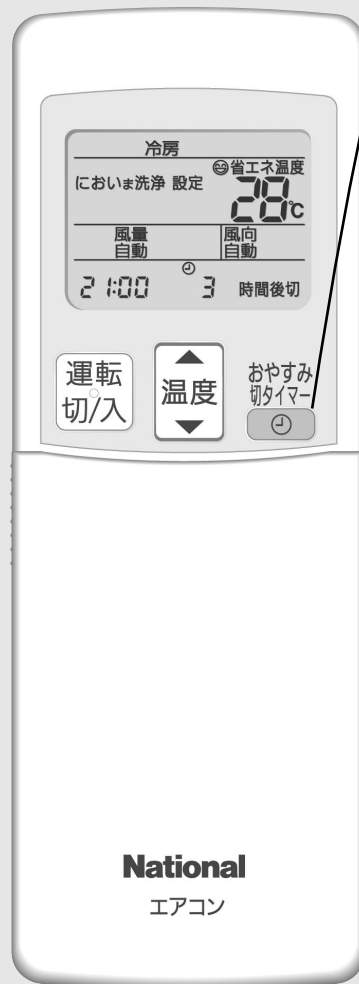 冷房
😄省エネ温度
においま洗浄 設定
28℃
風量 風向
自動 自動
21:00 3 時間後切
運転
切/入
温度
おやすみ
切タイマー
National
エアコン